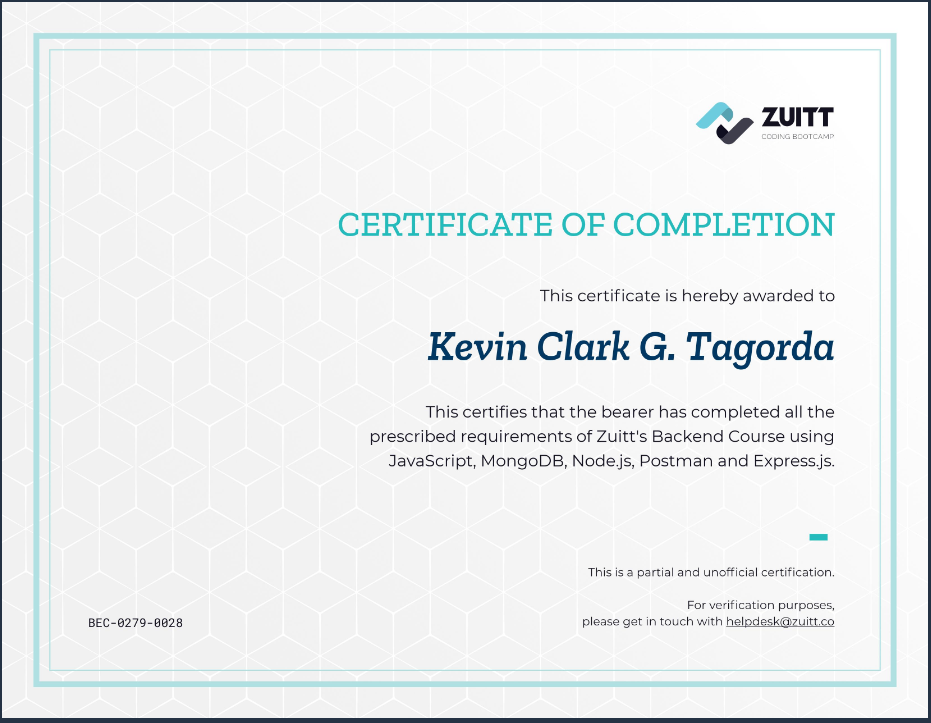 ZUITT
CODING BOOTCAMP
CERTIFICATE OF COMPLETION
This certificate is hereby awarded to
Kevin Clark G. Tagorda
This certifies that the bearer has completed all the
prescribed requirements of Zuitt's Backend Course using
JavaScript, MongoDB, Node.js, Postman and Express.js.
This is a partial and unofficial certification.
For verification purposes,
please get in touch with helpdesk@zuitt.co
BEC-0279-0028